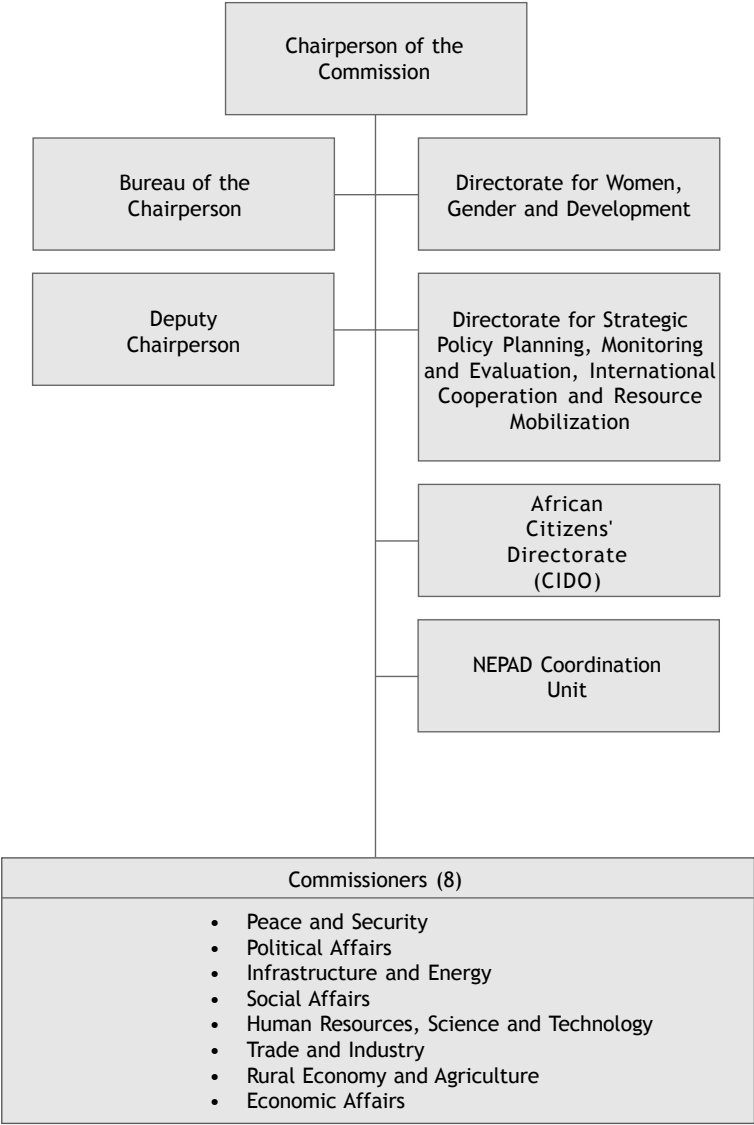 Chairperson of the
Commission
Bureau of the
Chairperson
Directorate for Women,
Gender and Development
Deputy
Chairperson
Directorate for Strategic
Policy Planning, Monitoring
and Evaluation, International
Cooperation and Resource
Mobilization
African
Citizens'
Directorate
(CIDO)
NEPAD Coordination
Unit
Commissioners (8)
• Peace and Security
• Political Affairs
• Infrastructure and Energy
• Social Affairs
• Human Resources, Science and Technology
• Trade and Industry
• Rural Economy and Agriculture
• Economic Affairs